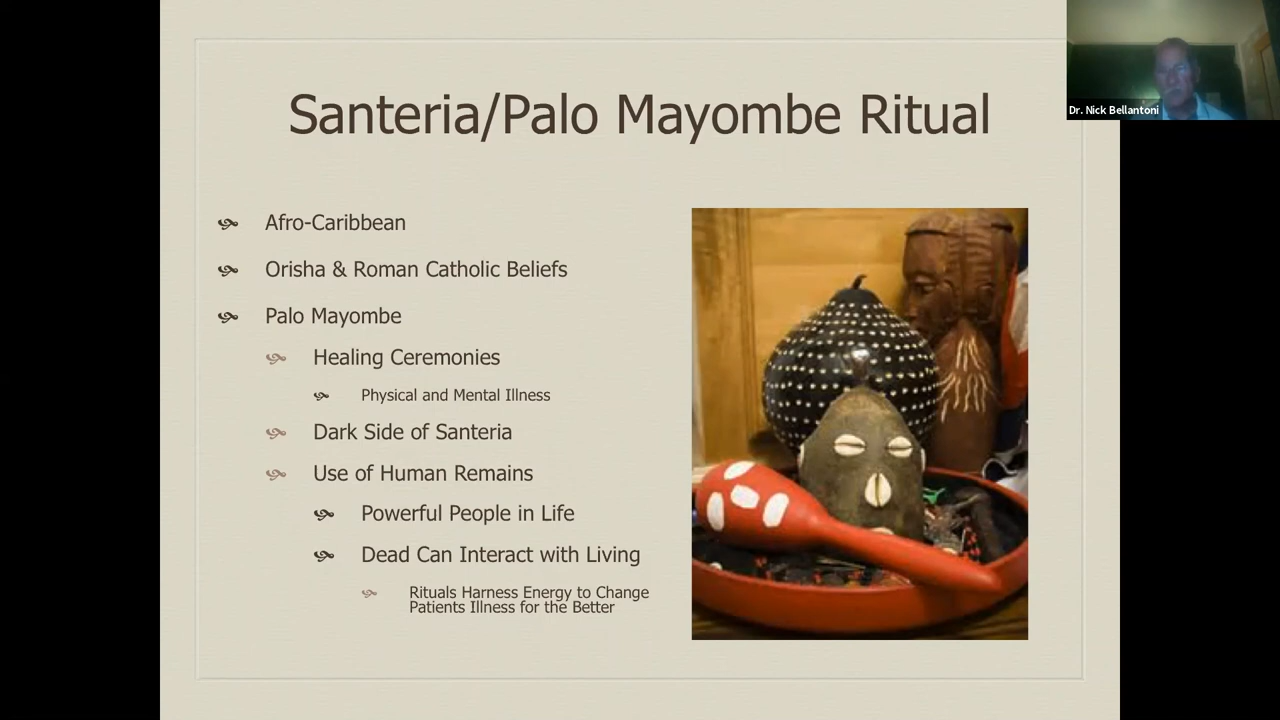 Santeria/Palo Mayombe Ritual
Dr. Nick Bellantoni
Afro-Caribbean
Orisha & Roman Catholic Beliefs
Palo Mayombe
Healing Ceremonies
Physical and Mental Illness
Dark Side of Santeria
Use of Human Remains
Powerful People in Life
Dead Can Interact with Living
Rituals Harness Energy to Change
Patients Illness for the Better